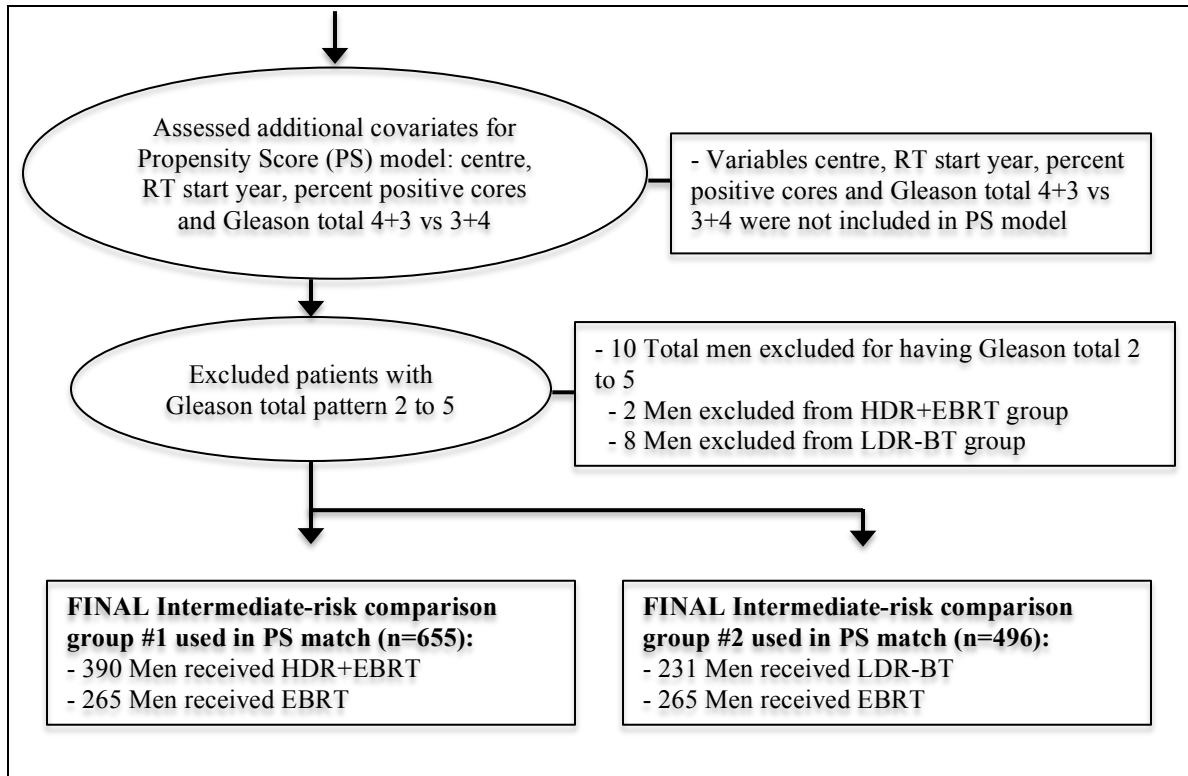 Assessed additional covariates for
Propensity Score (PS) model: centre,
RT start year, percent positive cores
and Gleason total 4+3 vs 3+4
- Variables centre, RT start year, percent
positive cores and Gleason total 4+3 vs
3+4 were not included in PS model
Excluded patients with
Gleason total pattern 2 to 5
- 10 Total men excluded for having Gleason total 2
to 5
- 2 Men excluded from HDR+EBRT group
- 8 Men excluded from LDR-BT group
FINAL Intermediate-risk comparison
group #1 used in PS match (n=655):
- 390 Men received HDR+EBRT
- 265 Men received EBRT
FINAL Intermediate-risk comparison
group #2 used in PS match (n=496):
- 231 Men received LDR-BT
- 265 Men received EBRT